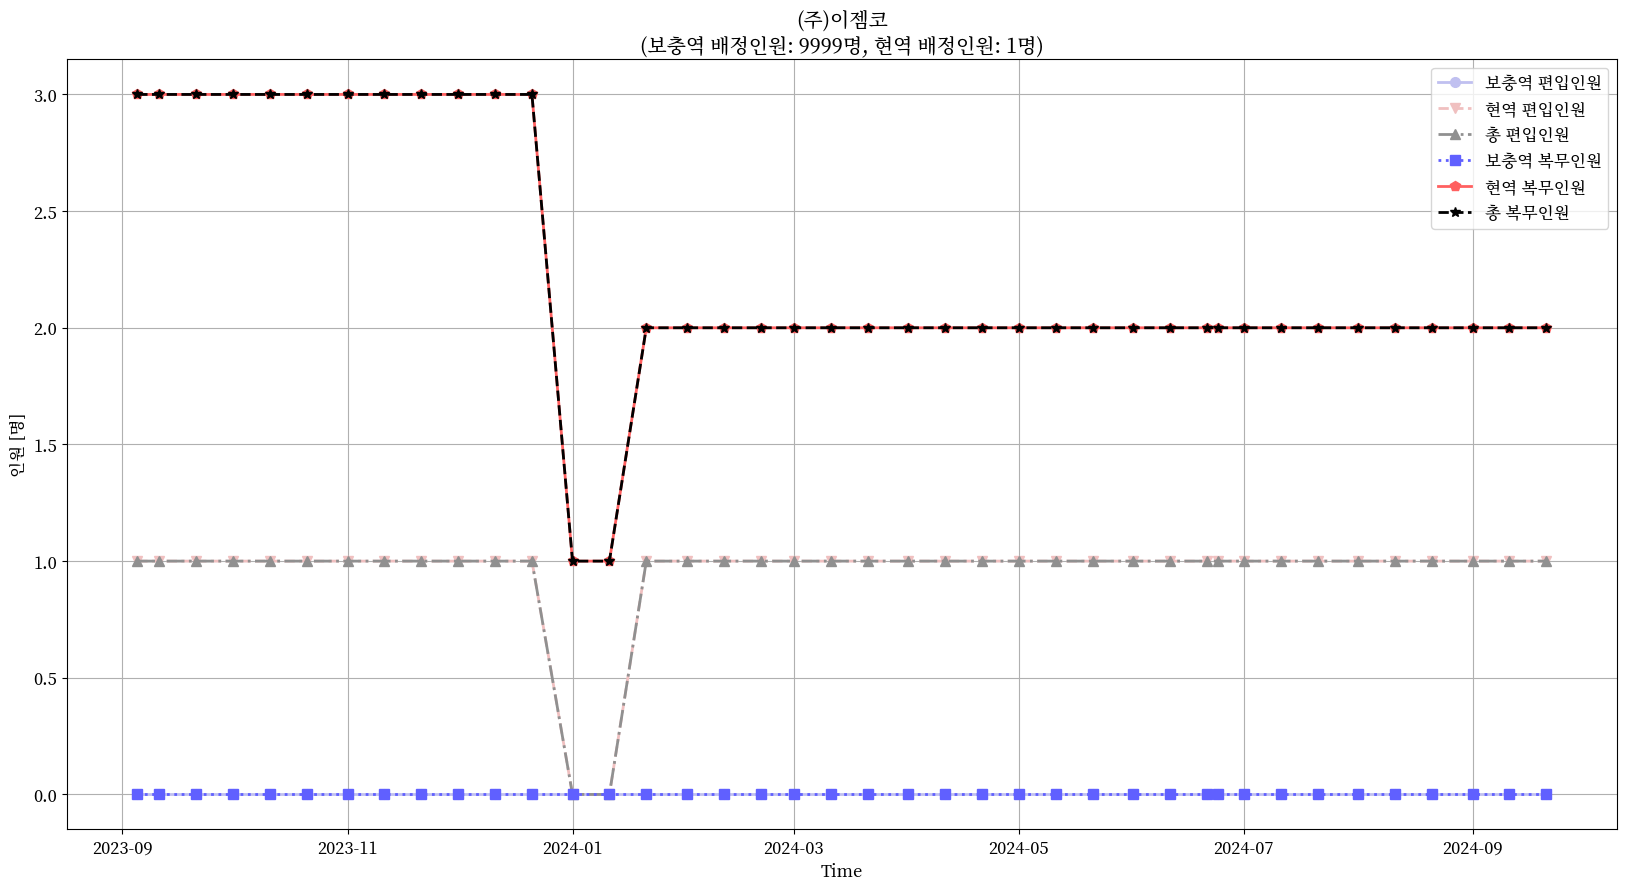 (주)이젬코
(보충역 배정인원: 9999명, 현역 배정인원: 1명)
보충역 편입인원
현역 편입인원
총 편입인원
보충역 복무인원
현역 복무인원
총 복무인원
3.0
2.5
2.0
1.5
1.0
0.5
0.0
인원 [명]
2023-09
2023-11
2024-01
2024-03
2024-05
2024-07
2024-09
Time